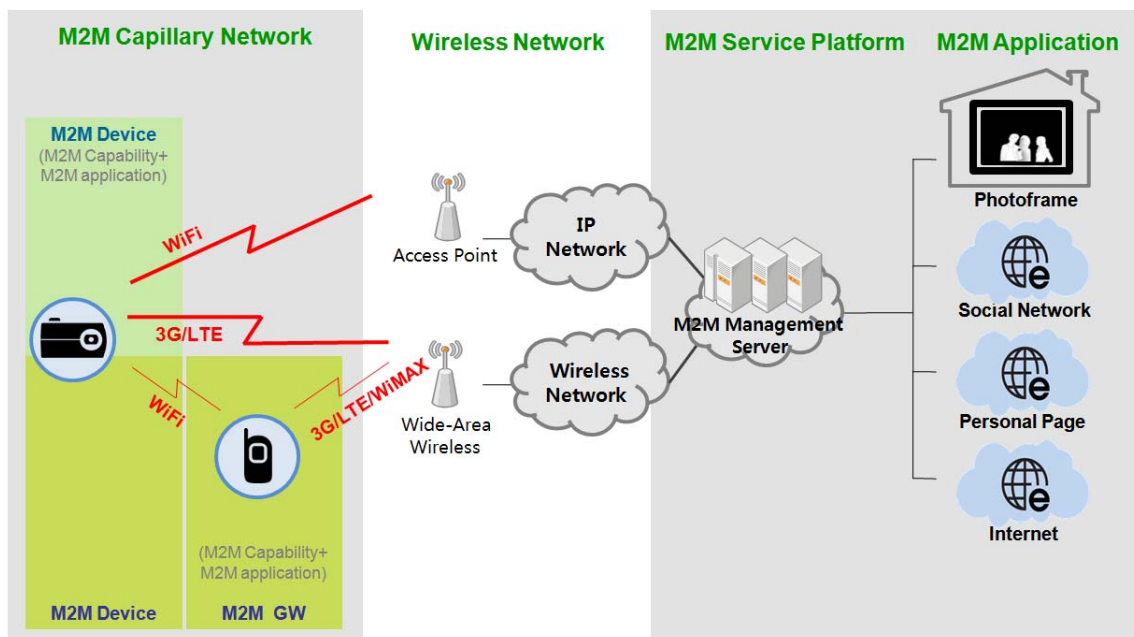 M2M Capillary Network
Wireless Network
M2M Service Platform
M2M Application
M2M Device
(M2M Capability+
M2M application)
WiFi
3G/LTE
WiFi
3G/LTE/WiMAX
(M2M Capability+
M2M application)
M2M Device
M2M GW
Access Point
Wide-Area
Wireless
IP
Network
Wireless
Network
M2M Management
Server
Photoframe
e
Social Network
e
Personal Page
e
Internet